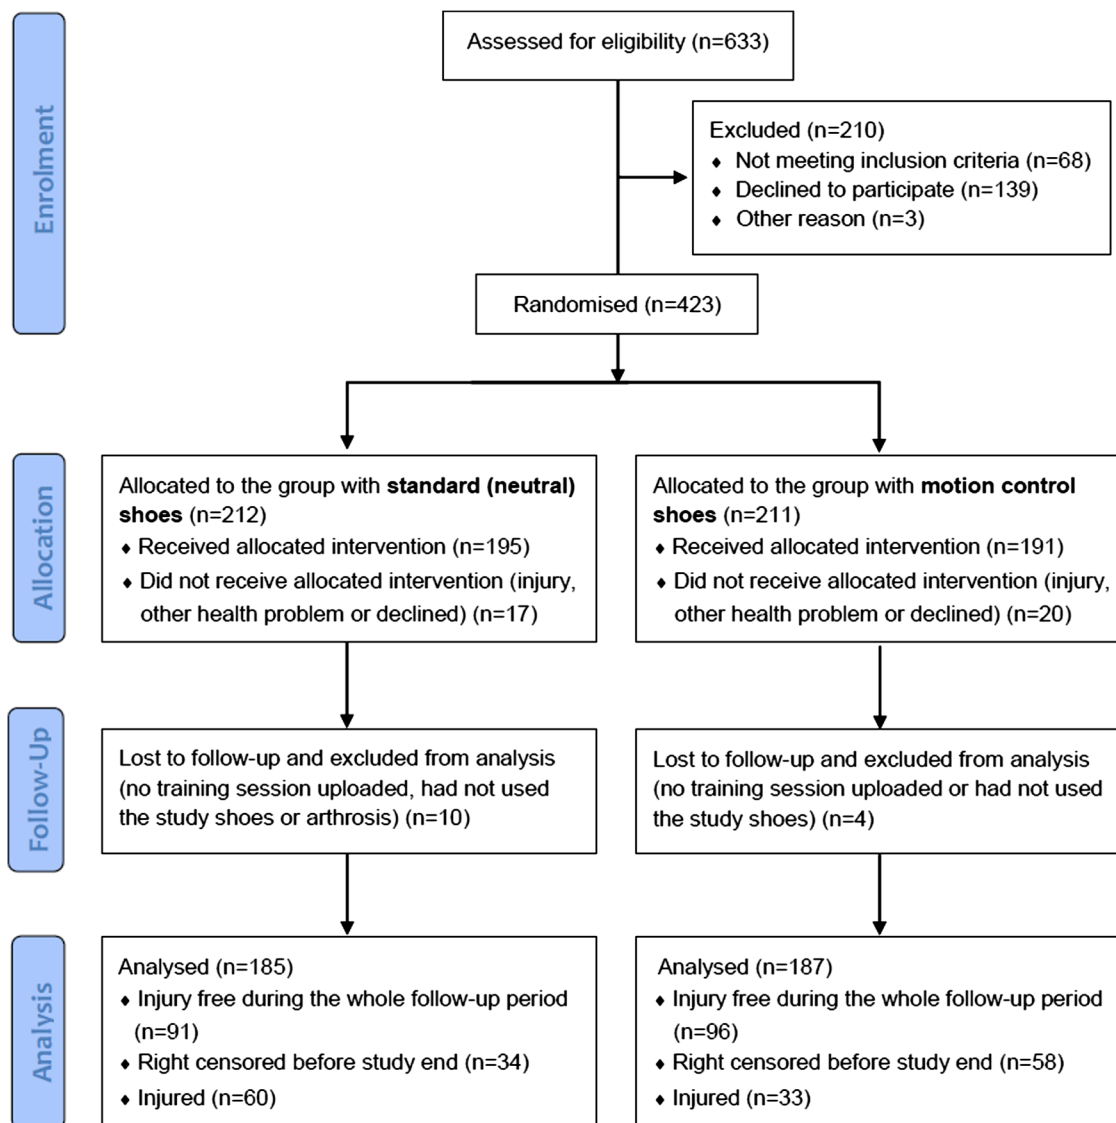 Enrolment
Assessed for eligibility (n=633)
Excluded (n=210)
♦ Not meeting inclusion criteria (n=68)
♦ Declined to participate (n=139)
♦ Other reason (n=3)
Randomised (n=423)
Allocation
Allocated to the group with standard (neutral)
shoes (n=212)
♦ Received allocated intervention (n=195)
♦ Did not receive allocated intervention (injury,
other health problem or declined) (n=17)
Allocated to the group with motion control
shoes (n=211)
♦ Received allocated intervention (n=191)
♦ Did not receive allocated intervention (injury,
other health problem or declined) (n=20)
Follow-Up
Lost to follow-up and excluded from analysis
(no training session uploaded, had not used
the study shoes or arthrosis) (n=10)
Lost to follow-up and excluded from analysis
(no training session uploaded or had not used
the study shoes) (n=4)
Analysis
Analysed (n=185)
♦ Injury free during the whole follow-up period
(n=91)
♦ Right censored before study end (n=34)
♦ Injured (n=60)
Analysed (n=187)
♦ Injury free during the whole follow-up period
(n=96)
♦ Right censored before study end (n=58)
♦ Injured (n=33)